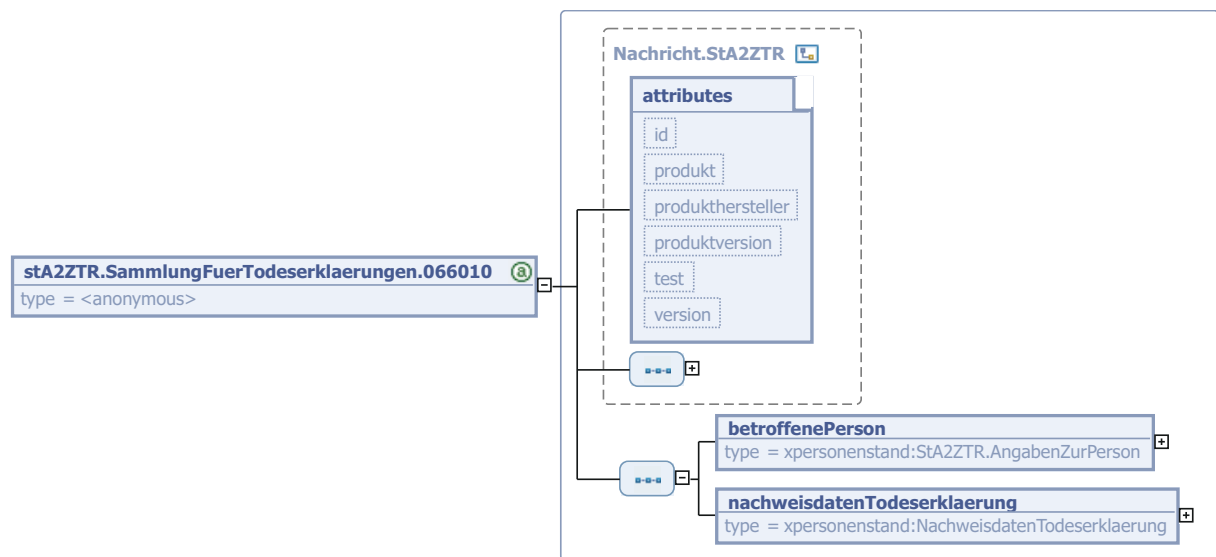 Nachricht.StA2ZTR
attributes
id
produkt
produkthersteller
produktversion
test
version
stA2ZTR.SammlungFuerTodeserklaerungen.066010
type = <anonymous>
betroffenePerson
type = xpersonenstand:StA2ZTR.AngabenZurPerson
nachweisdatenTodeserklaerung
type = xpersonenstand:NachweisdatenTodeserklaerung